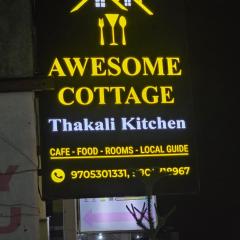 AWESOME
COTTAGE
Thakali Kitchen
CAFE - FOOD - ROOMS - LOCAL GUIDE
9705301331,